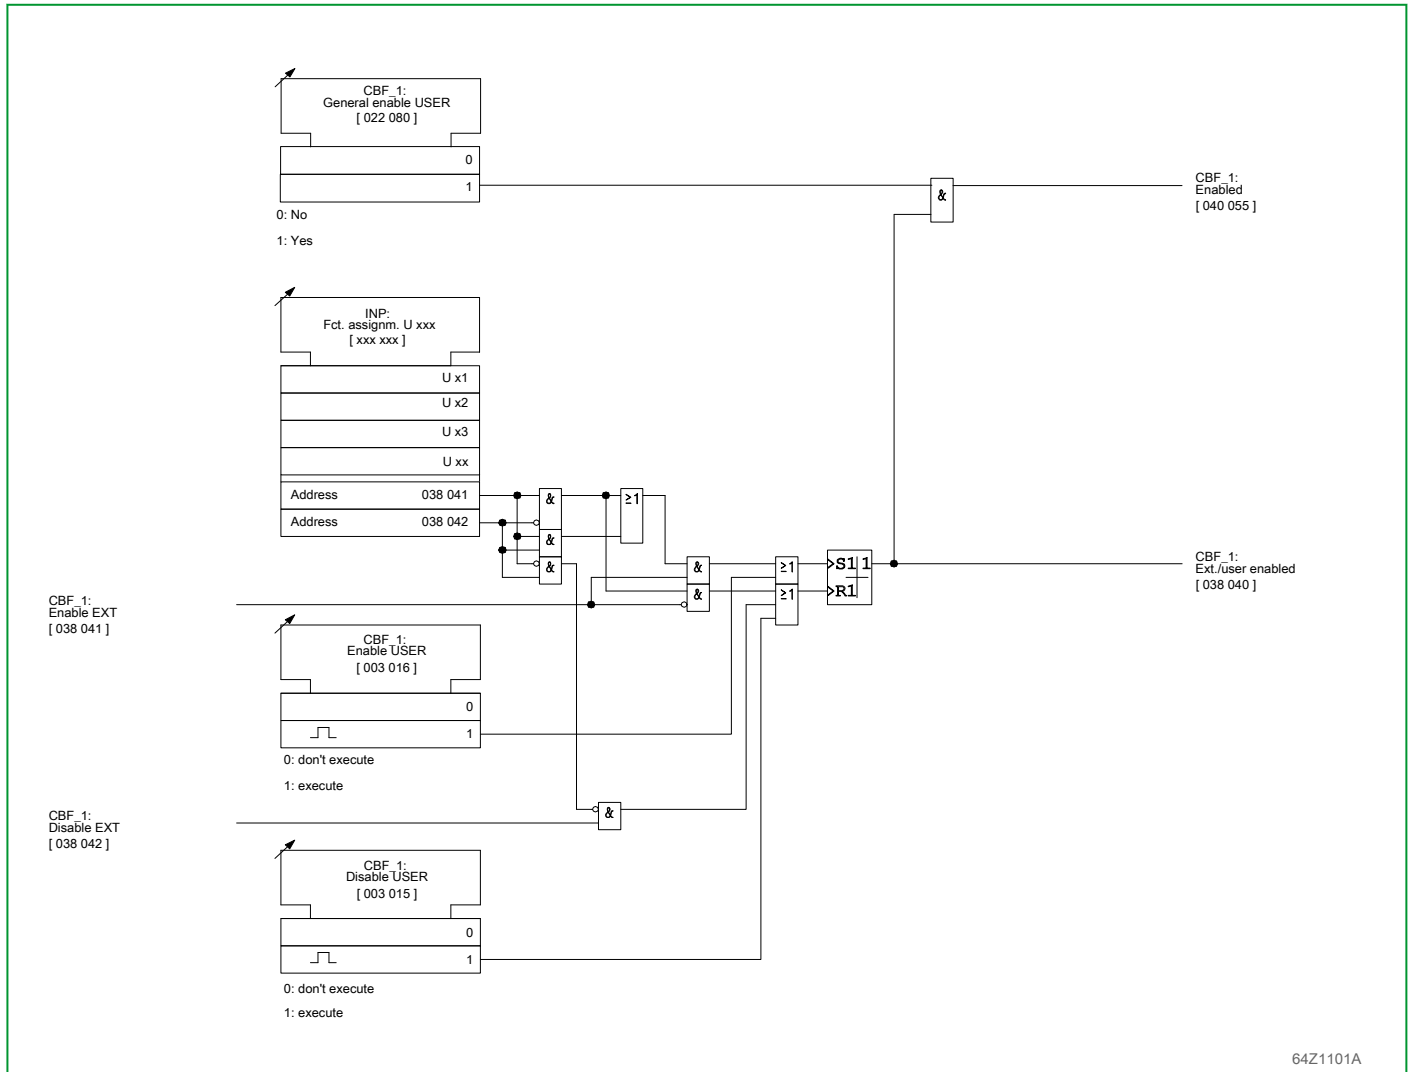 CBF_1:
General enable USER
[ 022 080 ]
0
1
0: No
1: Yes
&
CBF_1:
Enabled
[ 040 055 ]
INP:
Fct. assignm. U xxx
[ xxx xxx ]
U x1
U x2
U x3
U xx
Address 038 041
Address 038 042
&
&
&
≥1
&
&
≥1
≥1
S1 1
R1
CBF_1:
Ext./user enabled
[ 038 040 ]
CBF_1:
Enable EXT
[ 038 041 ]
CBF_1:
Enable USER
[ 003 016 ]
0
1
0: don't execute
1: execute
CBF_1:
Disable EXT
[ 038 042 ]
&
CBF_1:
Disable USER
[ 003 015 ]
0
1
0: don't execute
1: execute
64Z1101A